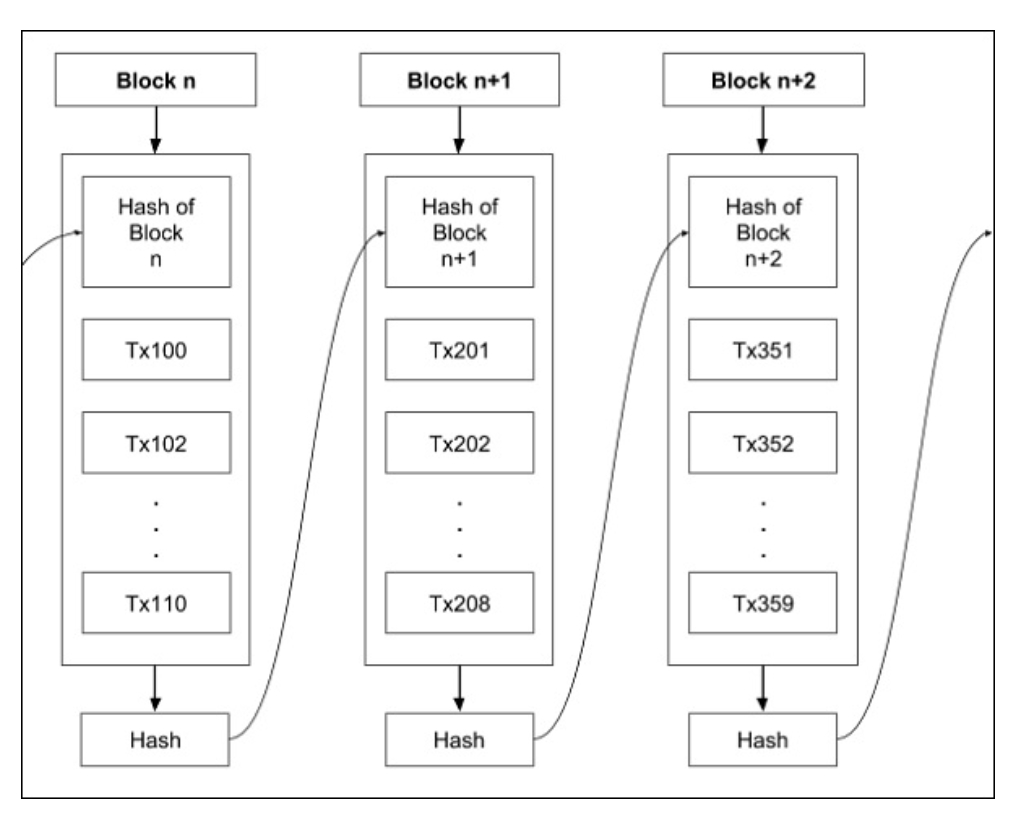 Block n
Hash of
Block
n
Tx100
Tx102
.
.
.
Tx110
Hash
Block n+1
Hash of
Block
n+1
Tx201
Tx202
.
.
.
Tx208
Hash
Block n+2
Hash of
Block
n+2
Tx351
Tx352
.
.
.
Tx359
Hash